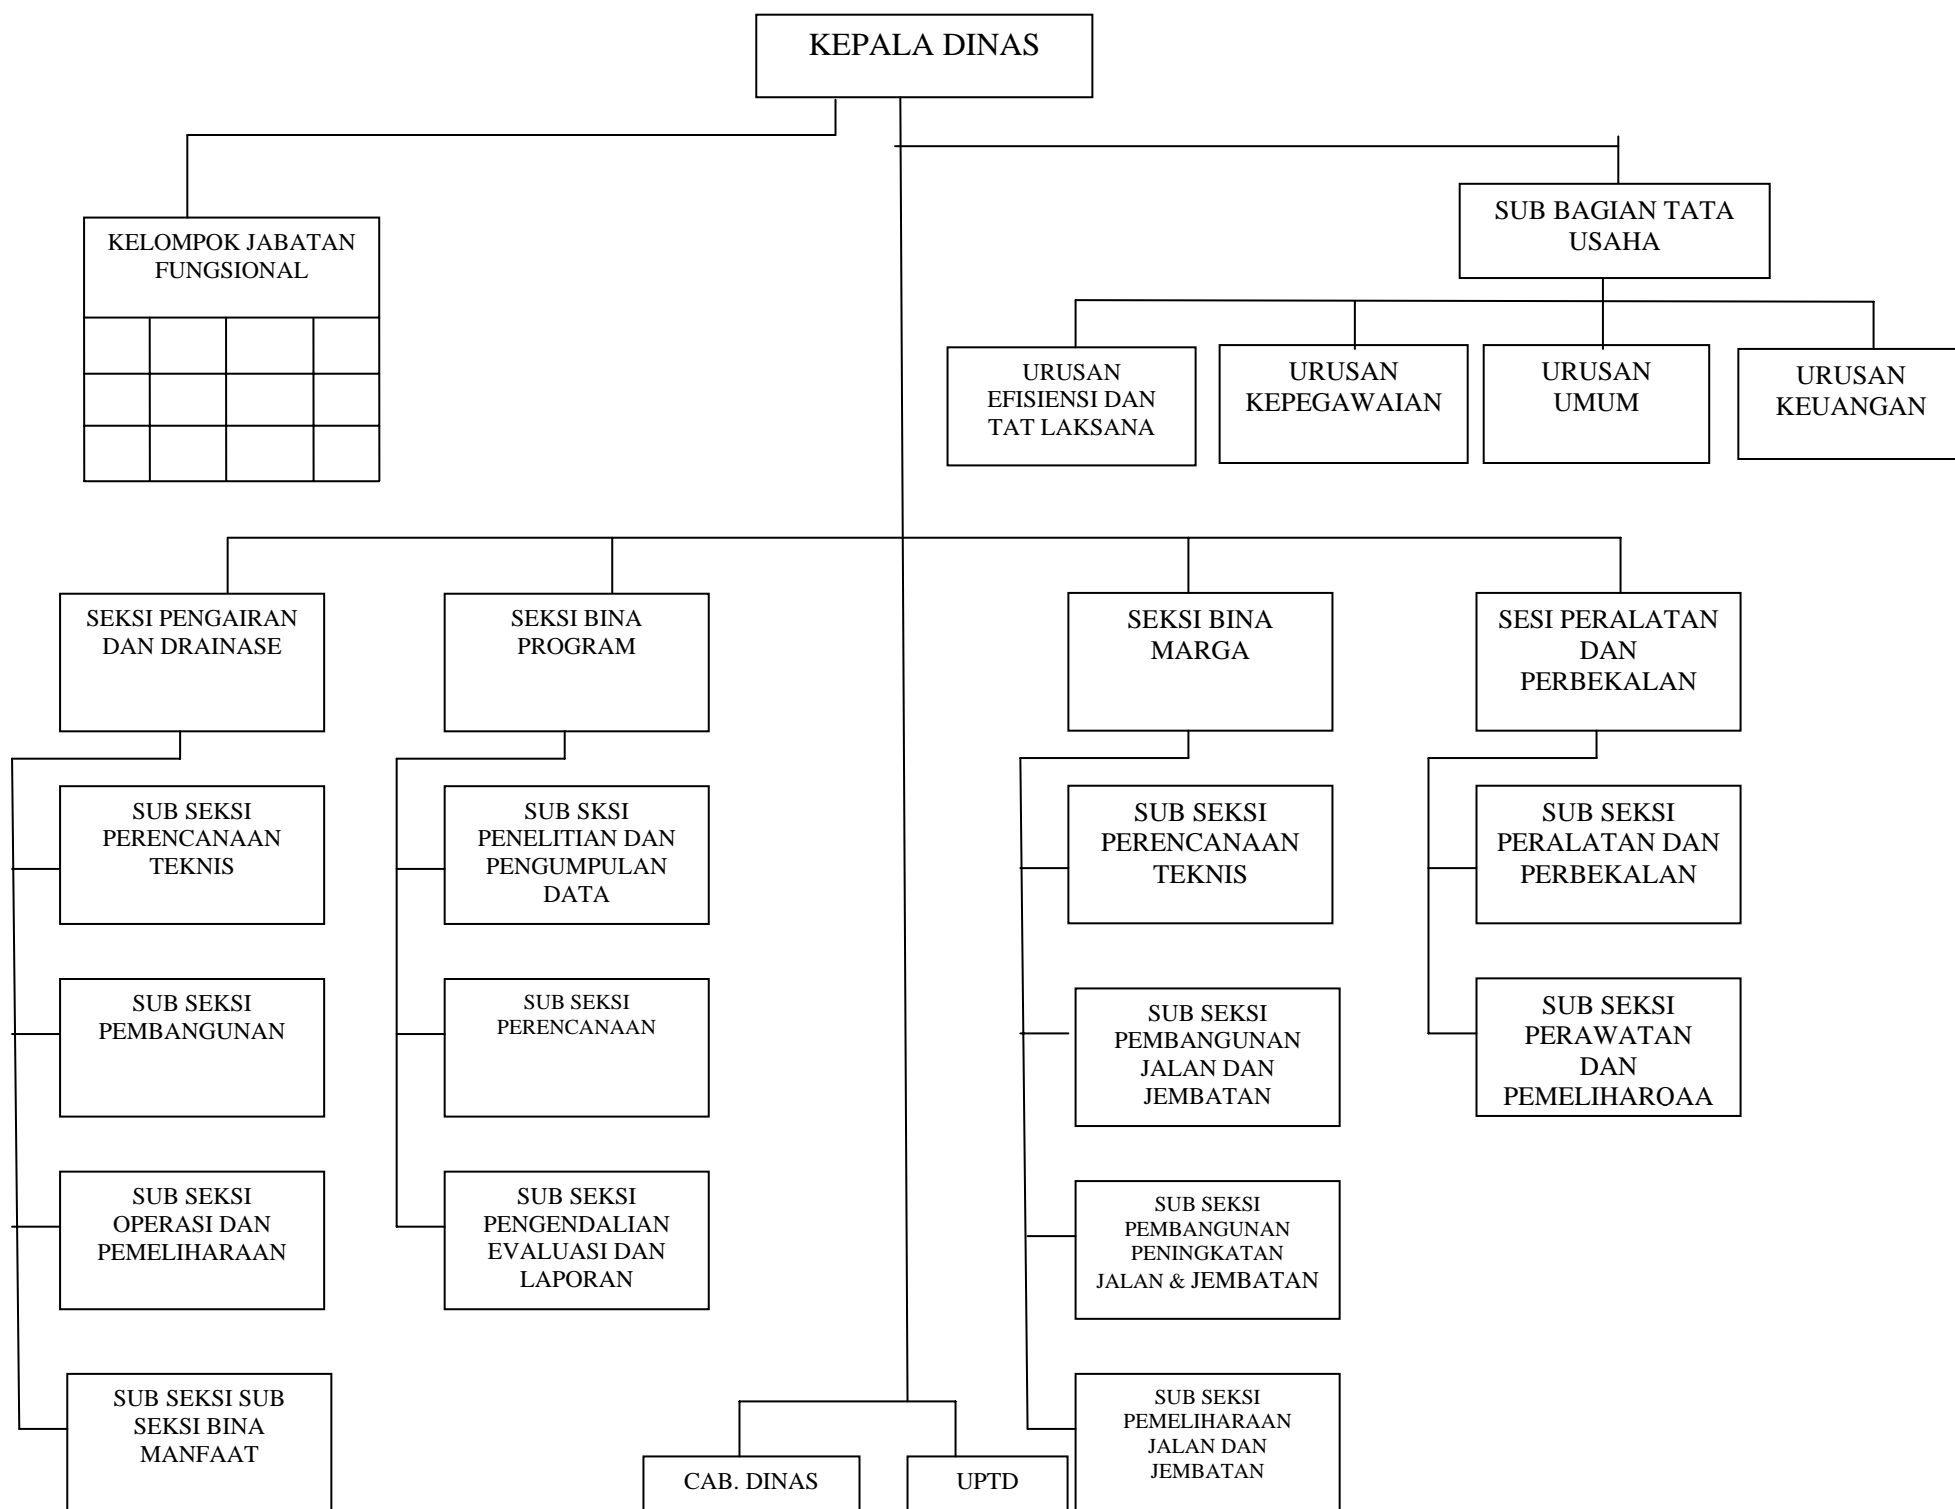 KEPALA DINAS
SUB BAGIAN TATA
USAHA
KELOMPOK JABATAN
FUNGSIONAL
URUSAN
EFISIENSI DAN
TAT LAKSANA
URUSAN
KEPEGAWAIAN
URUSAN
UMUM
URUSAN
KEUANGAN
SEKSI PENGAIRAN
DAN DRAINASE
SEKSI BINA
PROGRAM
SEKSI BINA
MARGA
SESI PERALATAN
DAN
PERBEKALAN
SUB SEKSI
PERENCANAAN
TEKNIS
SUB SKSI
PENELITIAN DAN
PENGUMPULAN
DATA
SUB SEKSI
PERENCANAAN
TEKNIS
SUB SEKSI
PERALATAN DAN
PERBEKALAN
SUB SEKSI
PEMBANGUNAN
SUB SEKSI
PERENCANAAN
SUB SEKSI
PEMBANGUNAN
JALAN DAN
JEMBATAN
SUB SEKSI
PERAWATAN
DAN
PEMELIHAROAA
SUB SEKSI
OPERASI DAN
PEMELIHARAAN
SUB SEKSI
PENGENDALIAN
EVALUASI DAN
LAPORAN
SUB SEKSI
PEMBANGUNAN
PENINGKATAN
JALAN & JEMBATAN
SUB SEKSI SUB
SEKSI BINA
MANFAAT
CAB. DINAS
UPTD
SUB SEKSI
PEMELIHARAAN
JALAN DAN
JEMBATAN